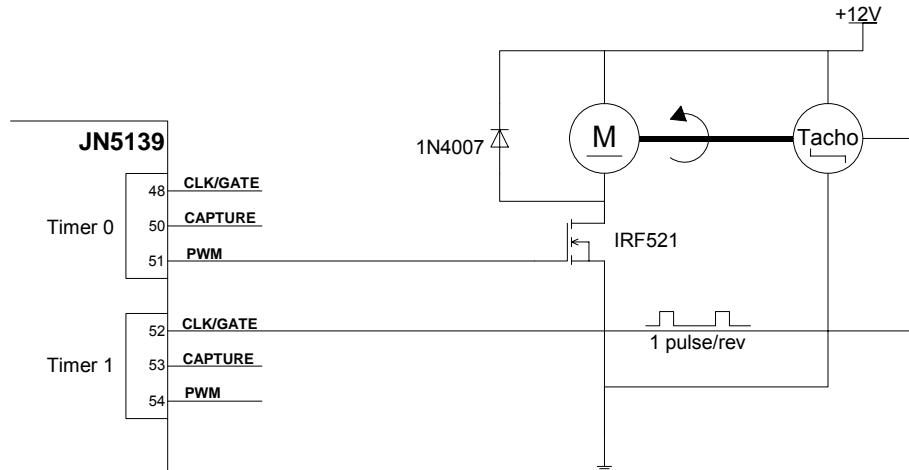 +12V
JN5139
1N4007
M
Tacho
Timer 0
48
CLK/GATE
50
CAPTURE
51
PWM
IRF521
Timer 1
52
CLK/GATE
53
CAPTURE
54
PWM
1 pulse/rev